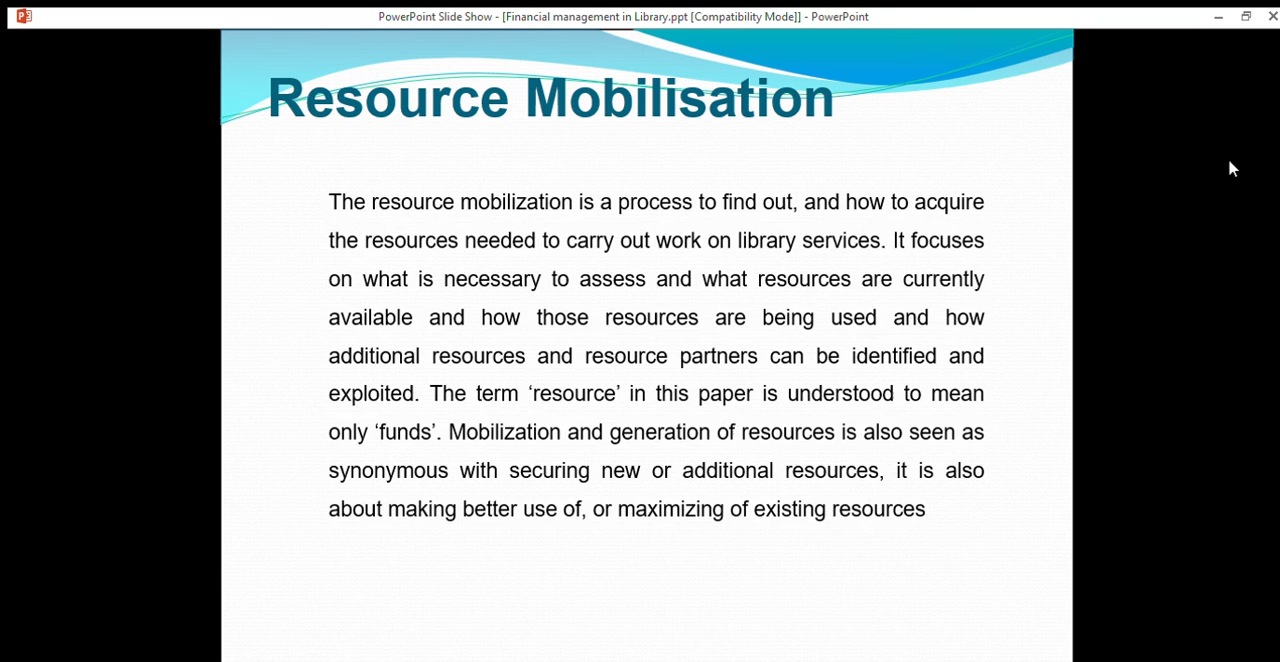 PowerPoint Slide Show - [Financial management in Library.ppt [Compatibility Mode]] - PowerPoint
Resource Mobilisation
The resource mobilization is a process to find out, and how to acquire
the resources needed to carry out work on library services. It focuses
on what is necessary to assess and what resources are currently
available and how those resources are being used and how
additional resources and resource partners can be identified and
exploited. The term ‘resource’ in this paper is understood to mean
only ‘funds’. Mobilization and generation of resources is also seen as
synonymous with securing new or additional resources, it is also
about making better use of, or maximizing of existing resources